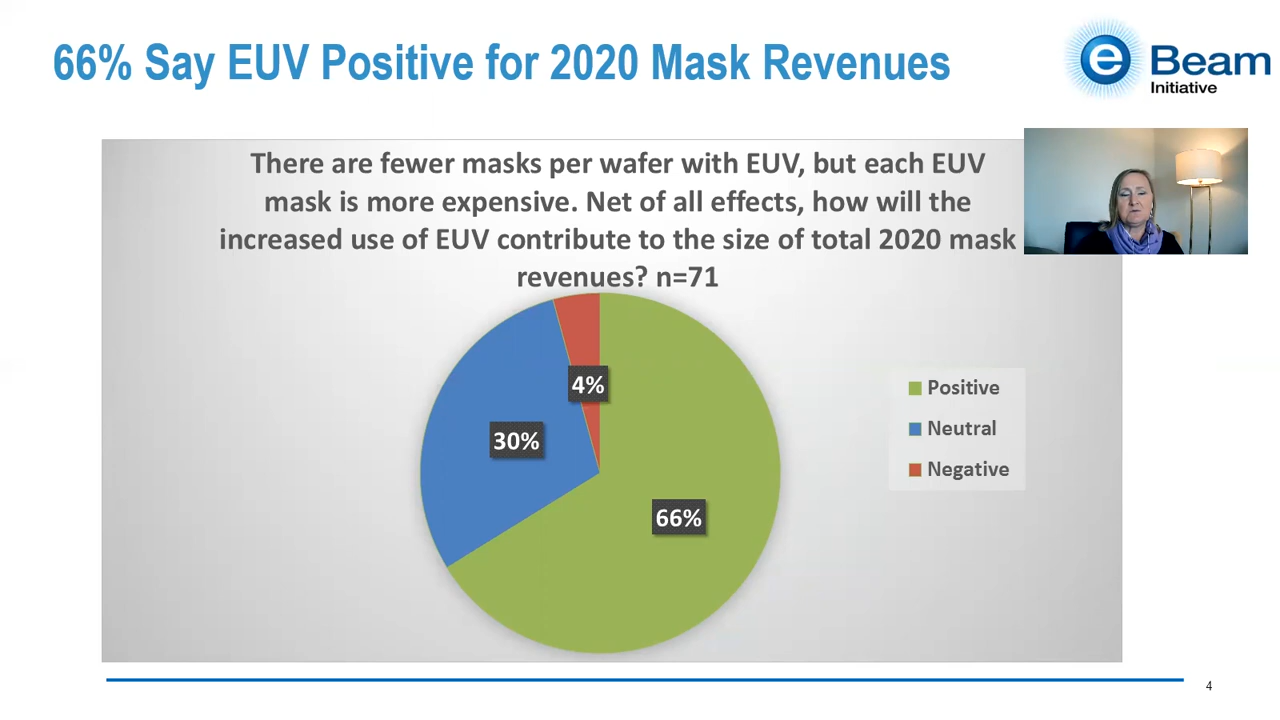 66% Say EUV Positive for 2020 Mask Revenues
e Beam
Initiative
There are fewer masks per wafer with EUV, but each EUV
mask is more expensive. Net of all effects, how will the
increased use of EUV contribute to the size of total 2020 mask
revenues? n=71
4%
30%
66%
Positive
Neutral
Negative
4